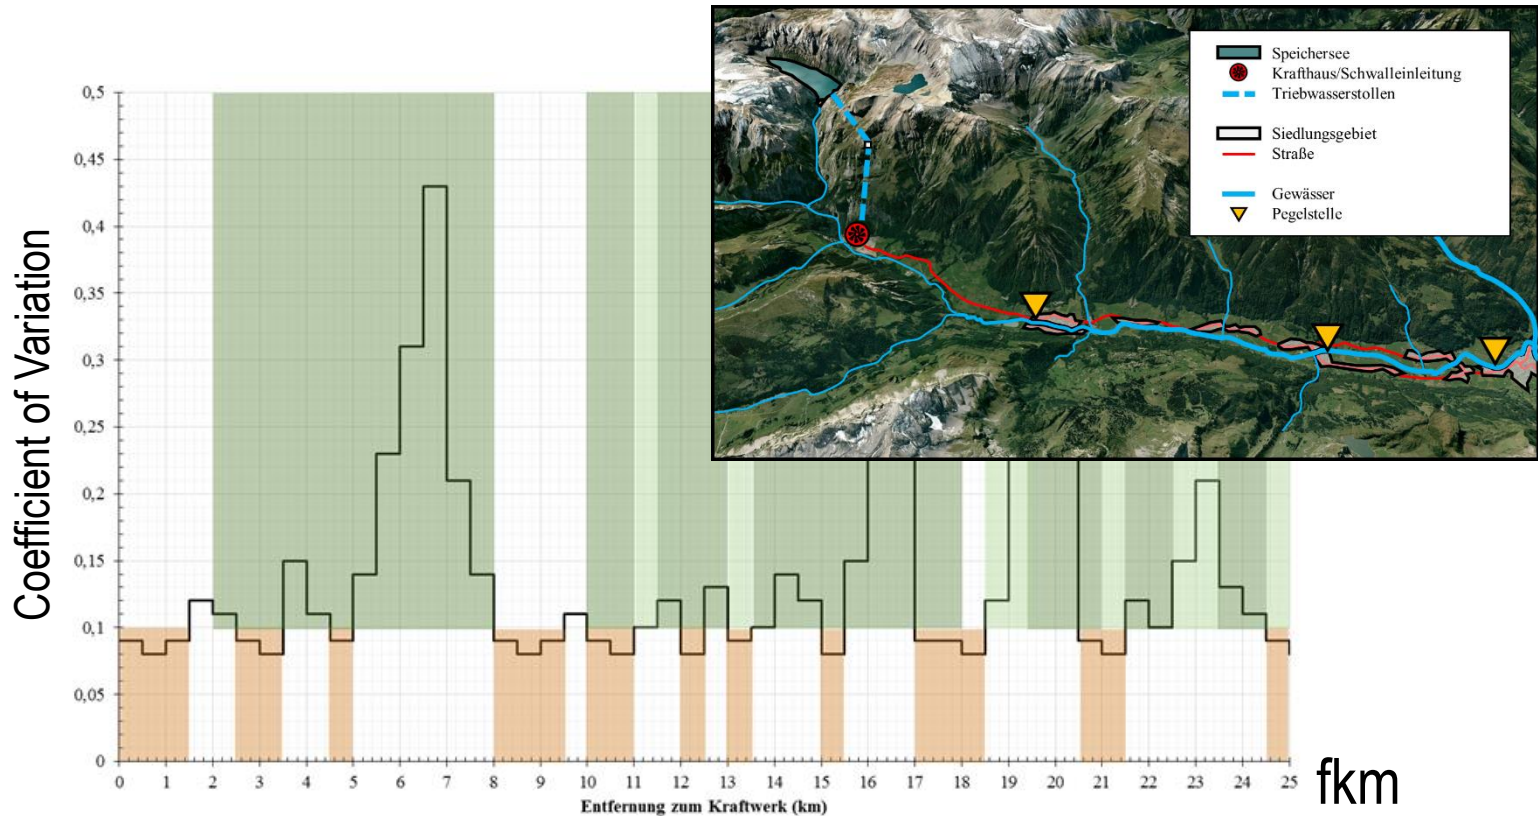 Speichersee
Krafthaus/Schwalleinleitung
Triebwasserstollen
Siedlungsgebiet
Straße
Gewässer
Pegelstelle
Coefficient of Variation
0,5
0,45
0,4
0,35
0,3
0,25
0,2
0,15
0,1
0,05
0
0 1 2 3 4 5 6 7 8 9 10 11 12 13 14 15 16 17 18 19 20 21 22 23 24 25
Entfernung zum Kraftwerk (km)
fkm